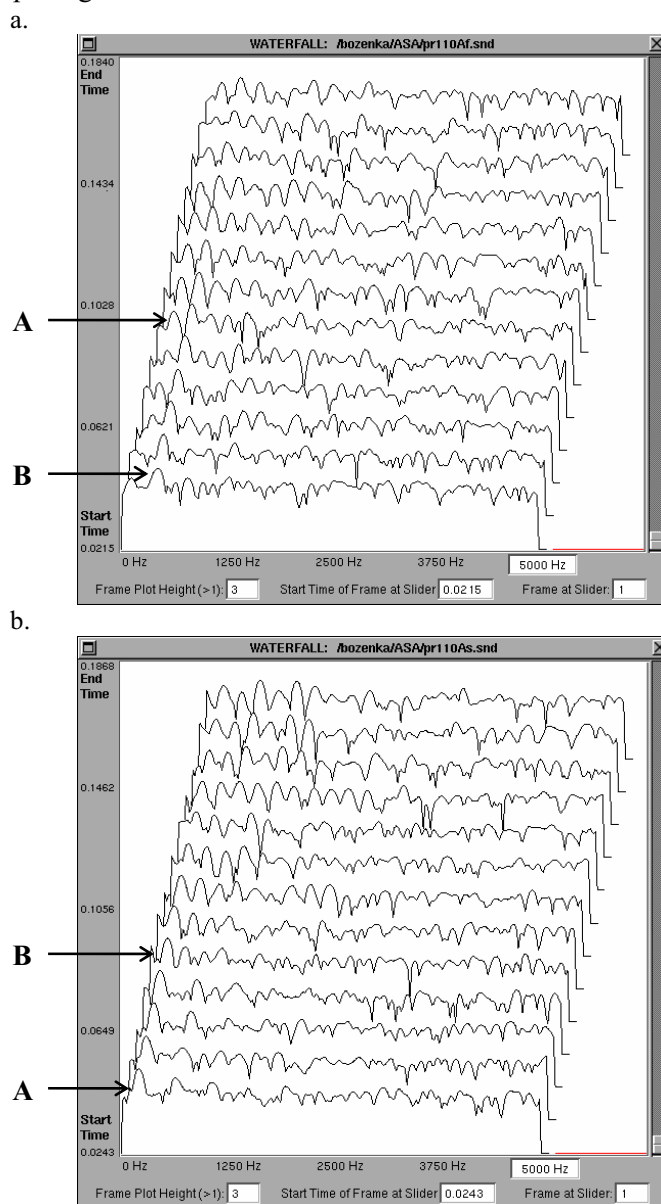 a.
WATERFALL: /bozenka/ASA/pr110Af.snd
0.1840
End
Time
0.1434
0.1028
A
0.0621
B
Start
Time
0.0215
0 Hz 1250 Hz 2500 Hz 3750 Hz 5000 Hz
Frame Plot Height (>1): 3 Start Time of Frame at Slider 0.0215 Frame at Slider: 1
b.
WATERFALL: /bozenka/ASA/pr110As.snd
0.1868
End
Time
0.1462
0.1056
B
0.0649
A
Start
Time
0.0243
0 Hz 1250 Hz 2500 Hz 3750 Hz 5000 Hz
Frame Plot Height (>1): 3 Start Time of Frame at Slider 0.0243 Frame at Slider: 1